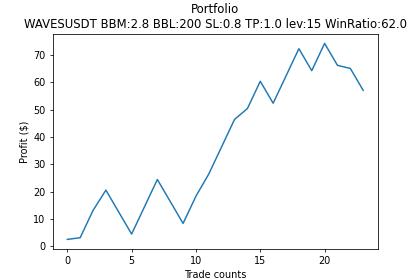 Portfolio
WAVESUSDT BBM:2.8 BBL:200 SL:0.8 TP:1.0 lev:15 WinRatio:62.0
Profit ($)
70
60
50
40
30
20
10
0
0 5 10 15 20
Trade counts